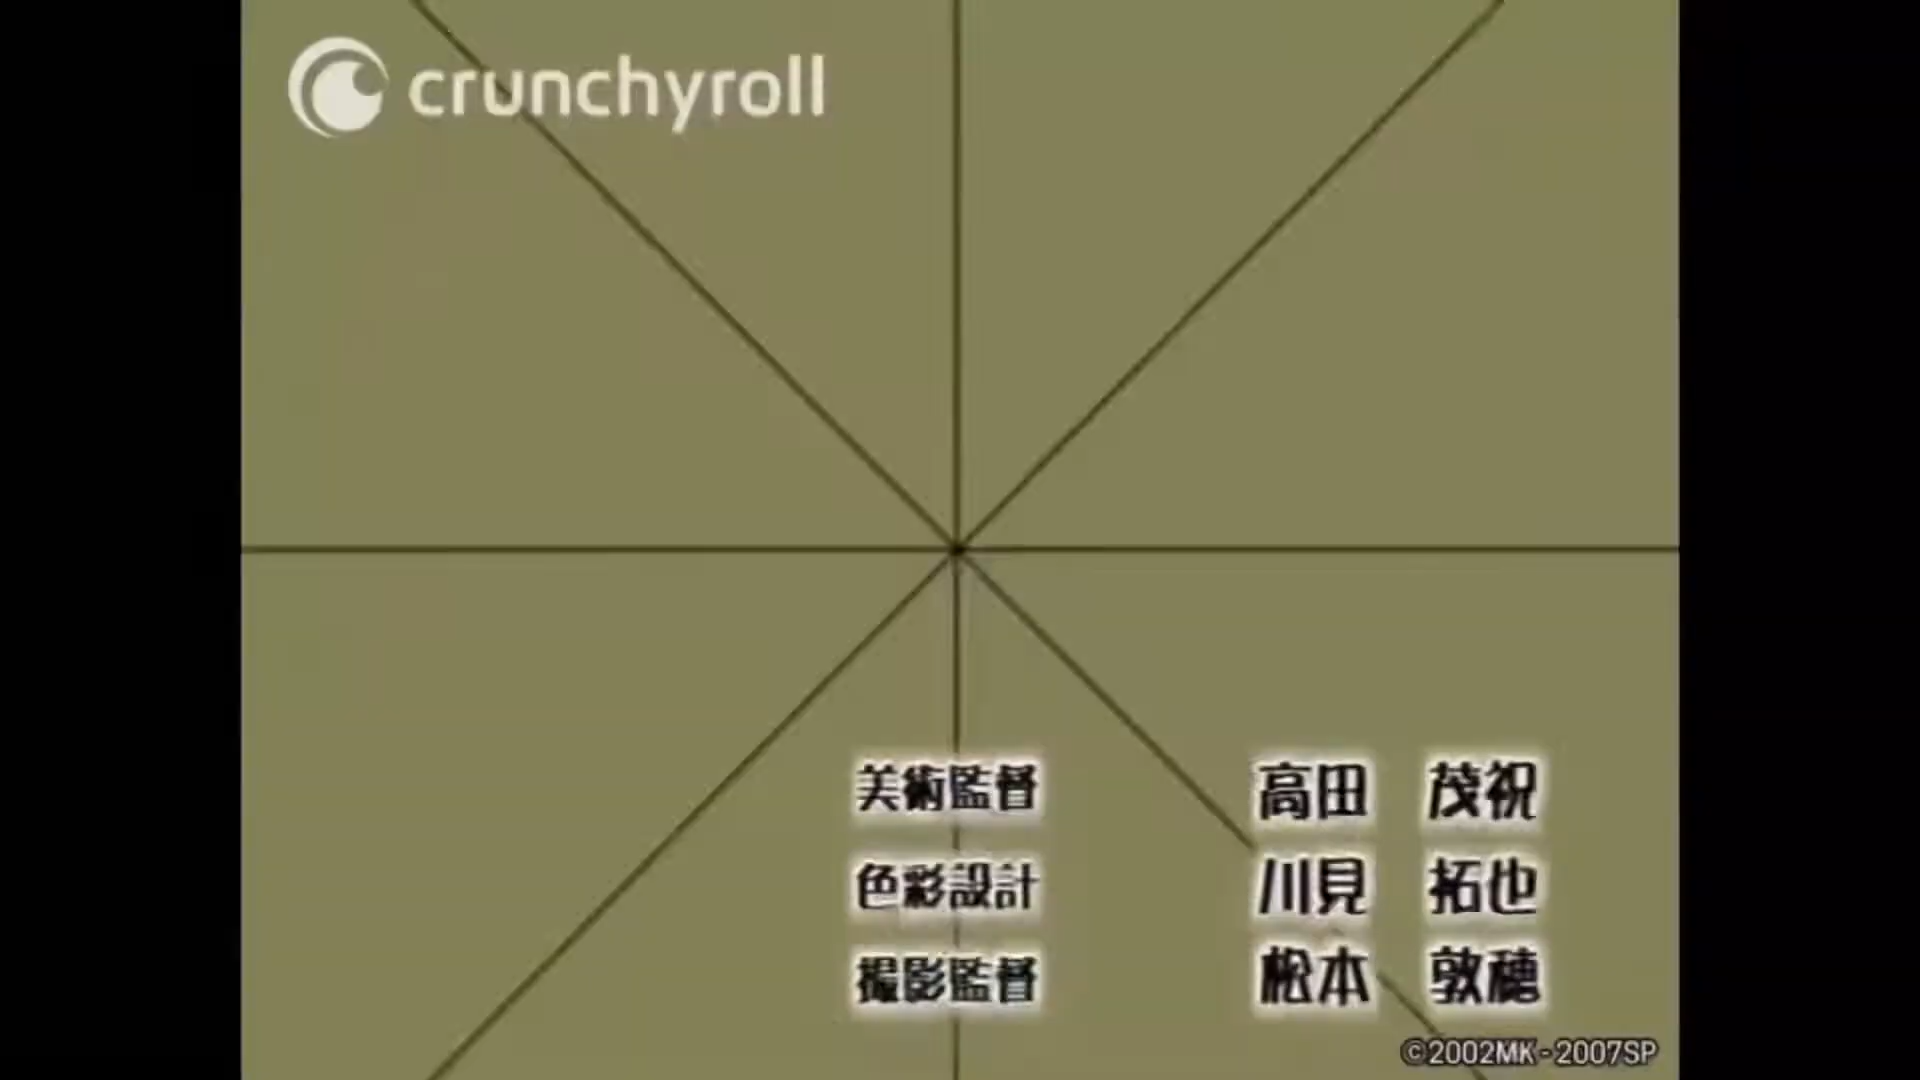 crunchyroll
美術監督 高田 茂祝
色彩設計 川見 拓也
撮影監督 松本 敦穂
©2002MK-2007SP